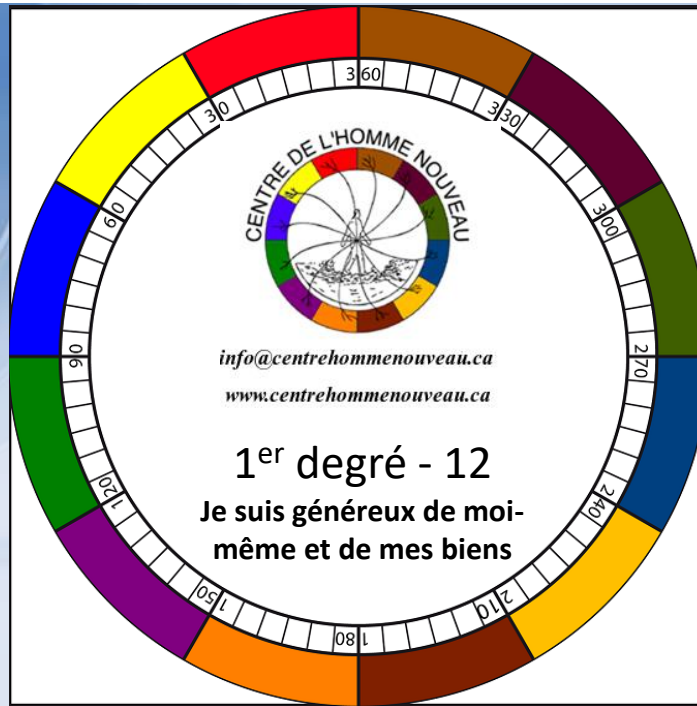 360
330
300
270
240
210
180
150
120
90
60
30
CENTRE DE L'HOMME NOUVEAU
info@centrehommenouveau.ca
www.centrehommenouveau.ca
1er degré - 12
Je suis généreux de moi-
même et de mes biens